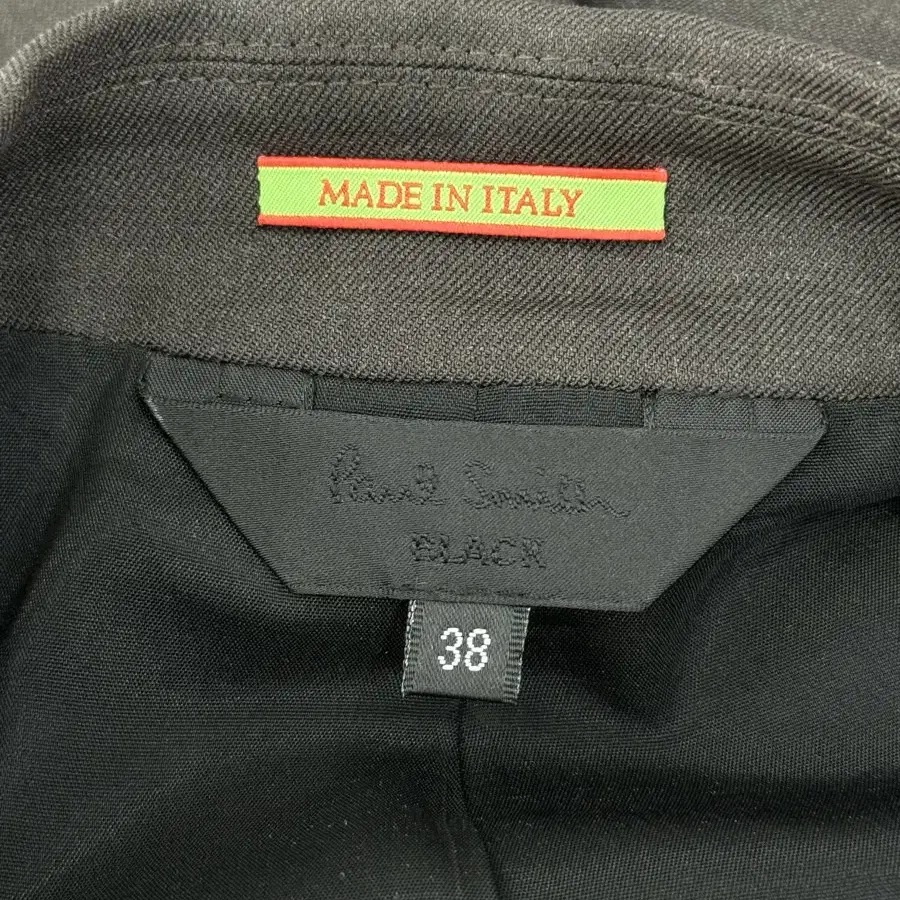 MADE IN ITALY
Paul Smith
BLACK
38